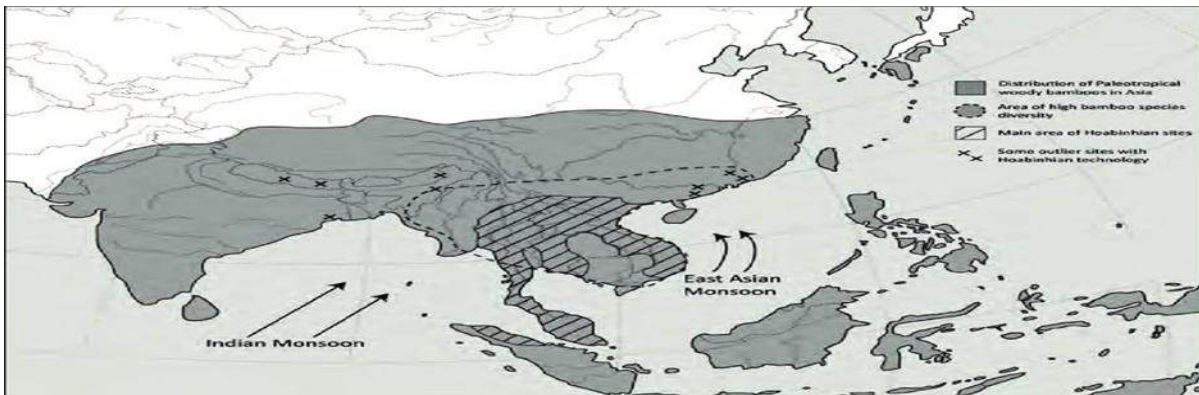 Distribution of Paleotropical
woody bamboos in Asia
Area of high bamboo species
diversity
Main area of Hoabinhian sites
Some outlier sites with
Hoabinhian technology
East Asian
Monsoon
Indian Monsoon